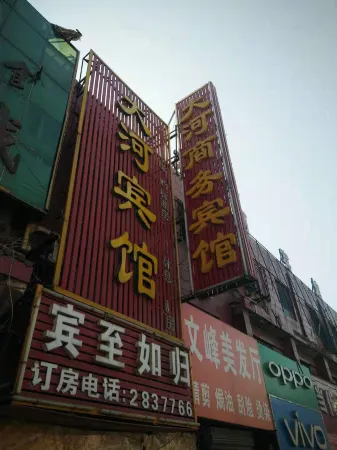 大河宾馆
大河商务宾馆
宾至如归
订房电话:2837766
文峰美发厅
oppo
vivo